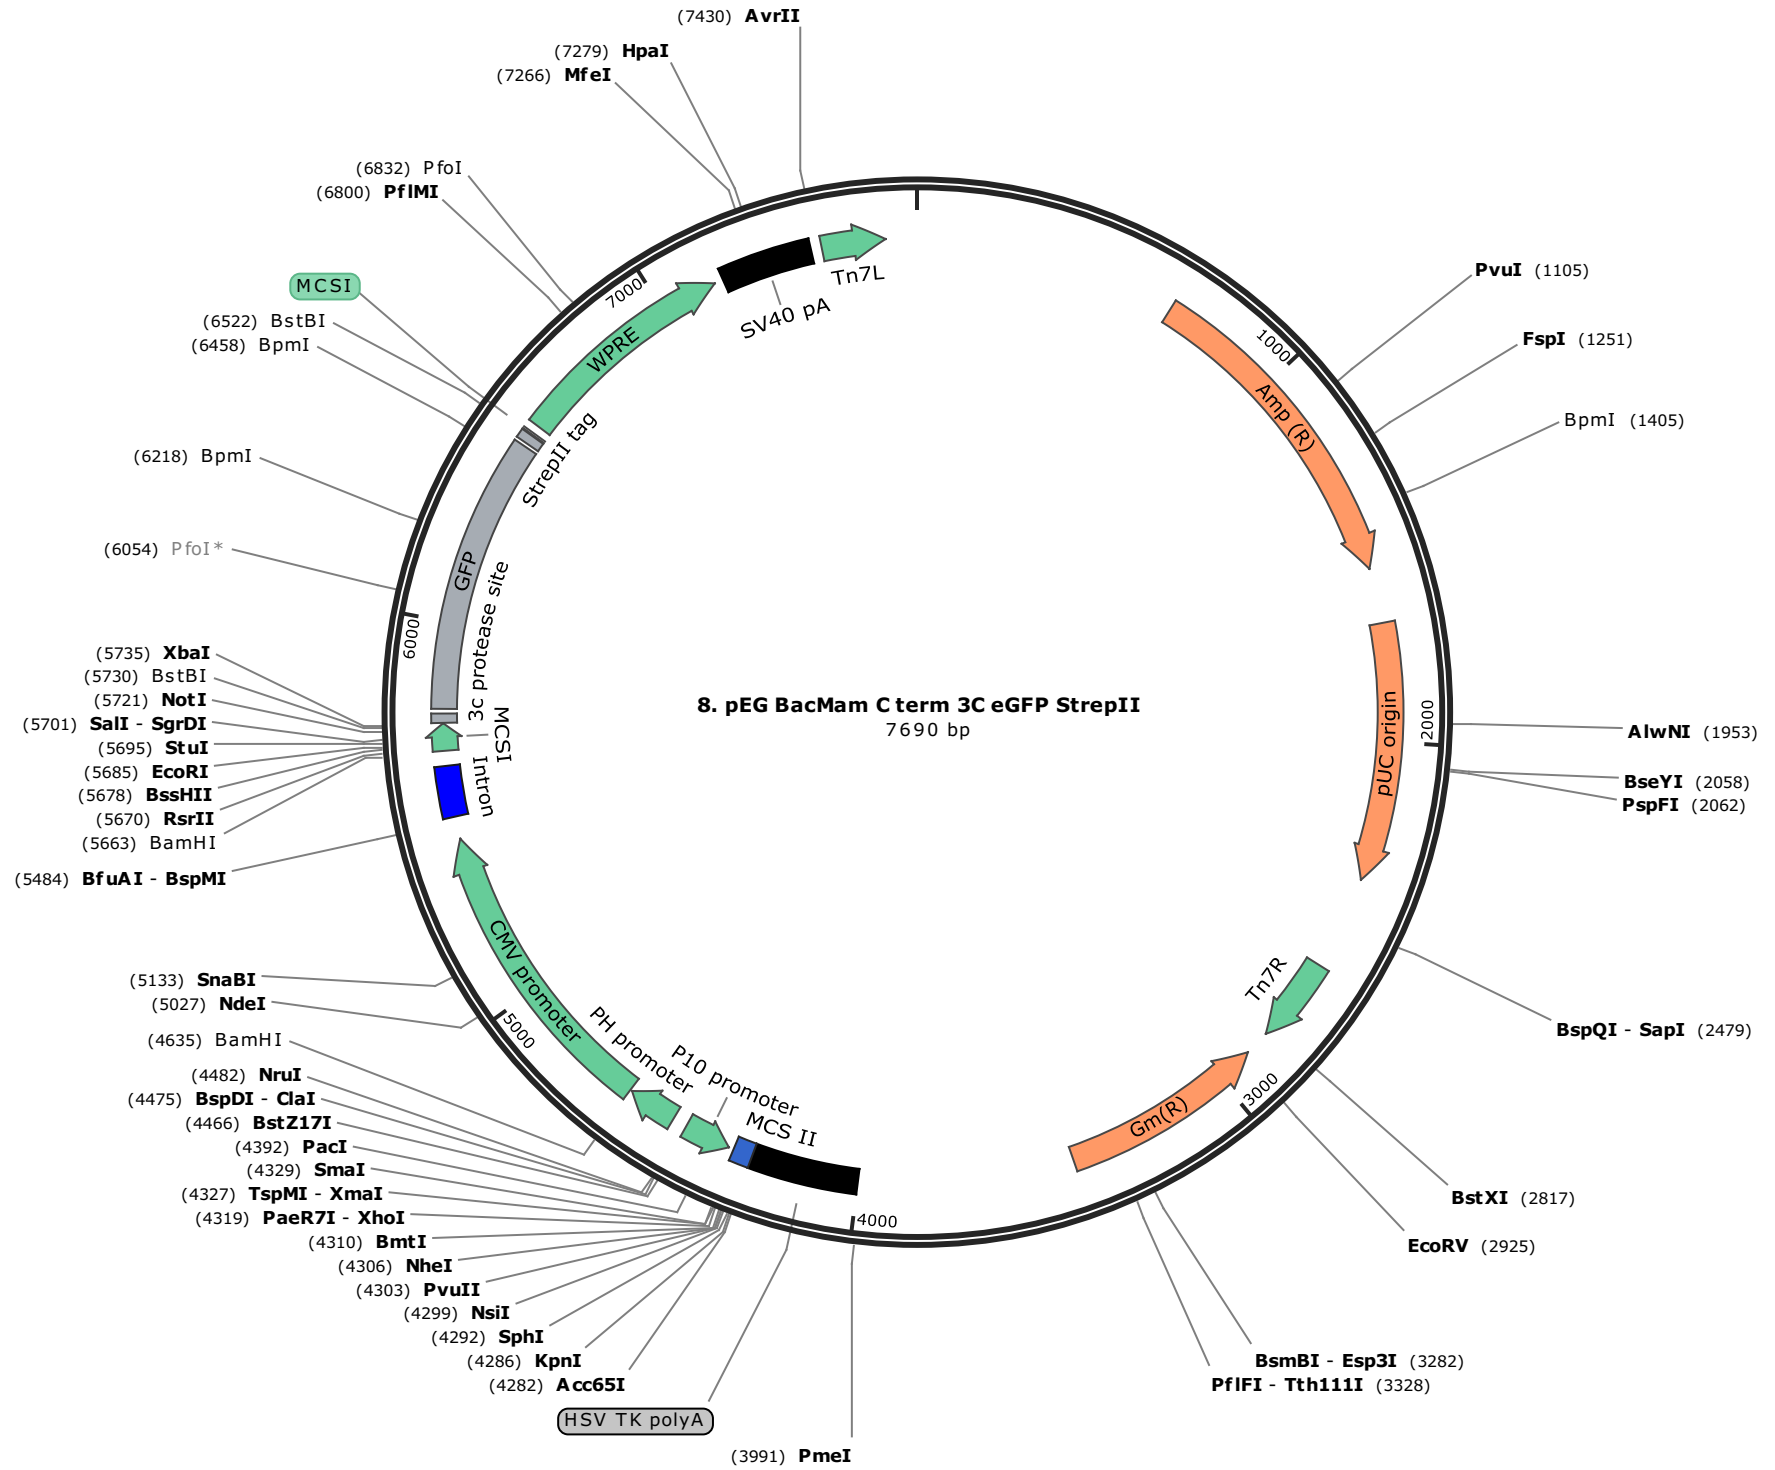 (7430) AvrII
(7279) HpaI
(7266) MfeI
(6832) PfoI
(6800) PflMI
MCSI
(6522) BstBI
(6458) BpmI
(6218) BpmI
(6054) PfoI*
(5735) XbaI
(5730) BstBI
(5721) NotI
(5701) SalI - SgrDI
(5695) StuI
(5685) EcoRI
(5678) BssHII
(5670) RsrII
(5663) BamHI
(5484) BfuAI - BspMI
(5133) SnaBI
(5027) NdeI
(4635) BamHI
(4482) NruI
(4475) BspDI - ClaI
(4466) BstZ17I
(4392) PacI
(4329) SmaI
(4327) TspMI - XmaI
(4319) PaeR7I - XhoI
(4310) BmtI
(4306) NheI
(4303) PvuII
(4299) NsiI
(4292) SphI
(4286) KpnI
(4282) Acc65I
HSV TK polyA
(3991) PmeI
PvuI (1105)
FspI (1251)
BpmI (1405)
AlwNI (1953)
BseYI (2058)
PspFI (2062)
BspQI - SapI (2479)
BstXI (2817)
EcoRV (2925)
BsmBI - Esp3I (3282)
PflFI - Tth111I (3328)
8. pEG BacMam C term 3C eGFP StrepII
7690 bp
Tn7L
SV40 pA
WPRE
StrepII tag
GFP
3c protease site
MCSI
Intron
CMV promoter
PH promoter
P10 promoter
MCS II
Gm(R)
Tn7R
pUC origin
Amp (R)
1000
2000
3000
4000
5000
6000
7000